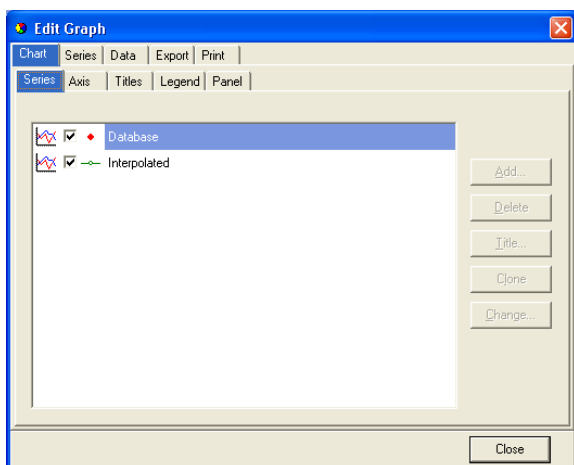 Edit Graph
Chart Series Data Export Print
Series Axis Titles Legend Panel
Database
Interpolated
Add...
Delete
Title...
Clone
Change...
Close